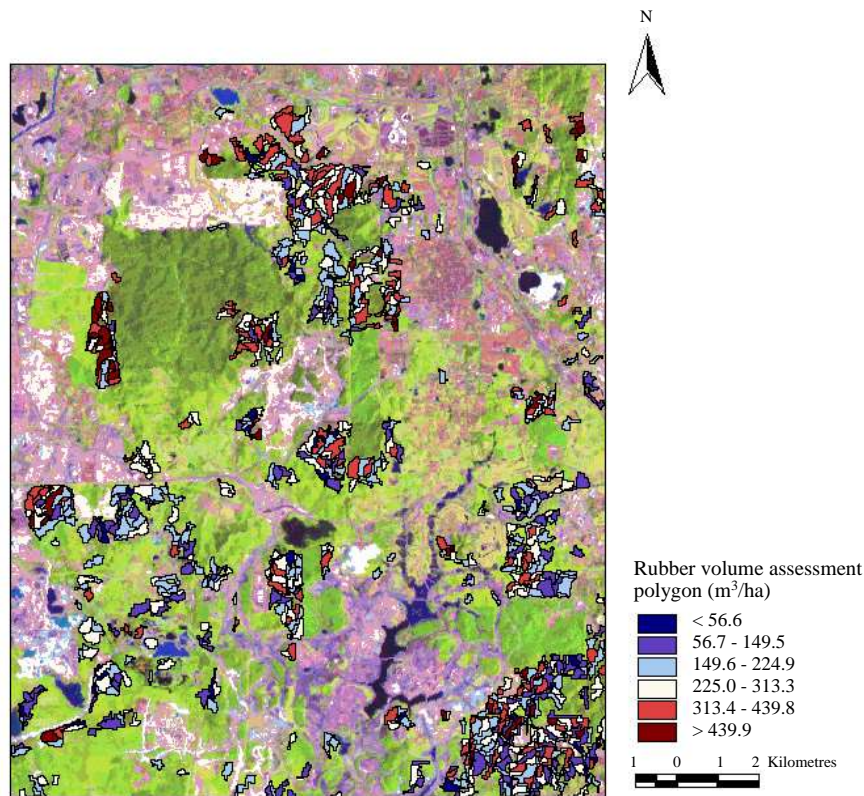 N
Rubber volume assessment
polygon (m³/ha)
< 56.6
56.7 - 149.5
149.6 - 224.9
225.0 - 313.3
313.4 - 439.8
> 439.9
1 0 1 2 Kilometres